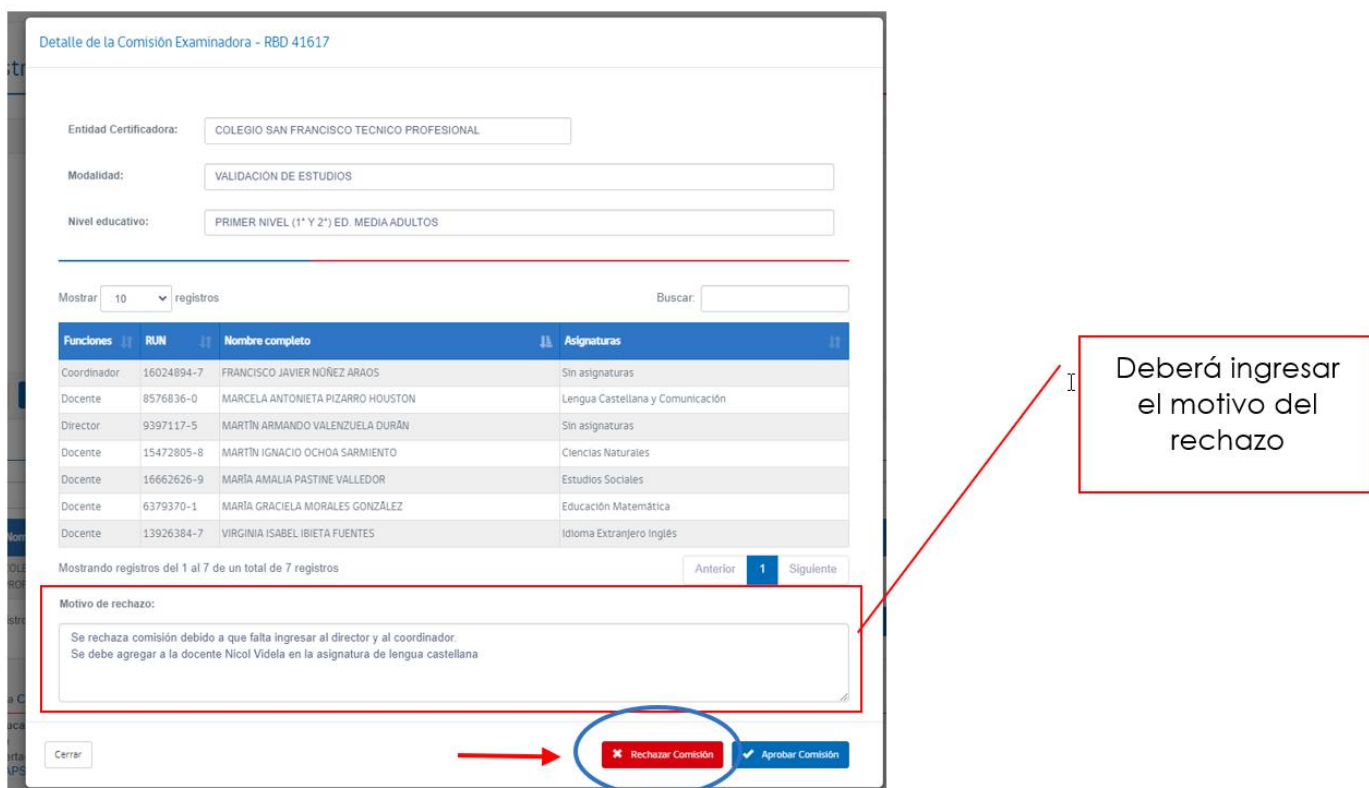 Detalle de la Comisión Examinadora - RBD 41617
Entidad Certificadora: COLEGIO SAN FRANCISCO TECNICO PROFESIONAL
Modalidad: VALIDACIÓN DE ESTUDIOS
Nivel educativo: PRIMER NIVEL (1° Y 2°) ED. MEDIA ADULTOS
Mostrar 10 registros Buscar:
Funciones RUN Nombre completo Asignaturas
Coordinador 16024894-7 FRANCISCO JAVIER NÚÑEZ ARAOS Sin asignaturas
Docente 8576836-0 MARCELA ANTONIETA PIZARRO HOUSTON Lengua Castellana y Comunicación
Director 9397117-5 MARTÍN ARMANDO VALENZUELA DURÁN Sin asignaturas
Docente 15472805-8 MARTÍN IGNACIO OCHOA SARMIENTO Ciencias Naturales
Docente 16662626-9 MARÍA AMALIA PASTINE VALLEDOR Estudios Sociales
Docente 6379370-1 MARÍA GRACIELA MORALES GONZÁLEZ Educación Matemática
Docente 13926384-7 VIRGINIA ISABEL IBIETA FUENTES Idioma Extranjero Inglés
Mostrando registros del 1 al 7 de un total de 7 registros Anterior 1 Siguiente
Motivo de rechazo:
Se rechaza comisión debido a que falta ingresar al director y al coordinador.
Se debe agregar a la docente Nicol Videla en la asignatura de lengua castellana
Cerrar Rechazar Comisión Aprobar Comisión
Deberá ingresar
el motivo del
rechazo